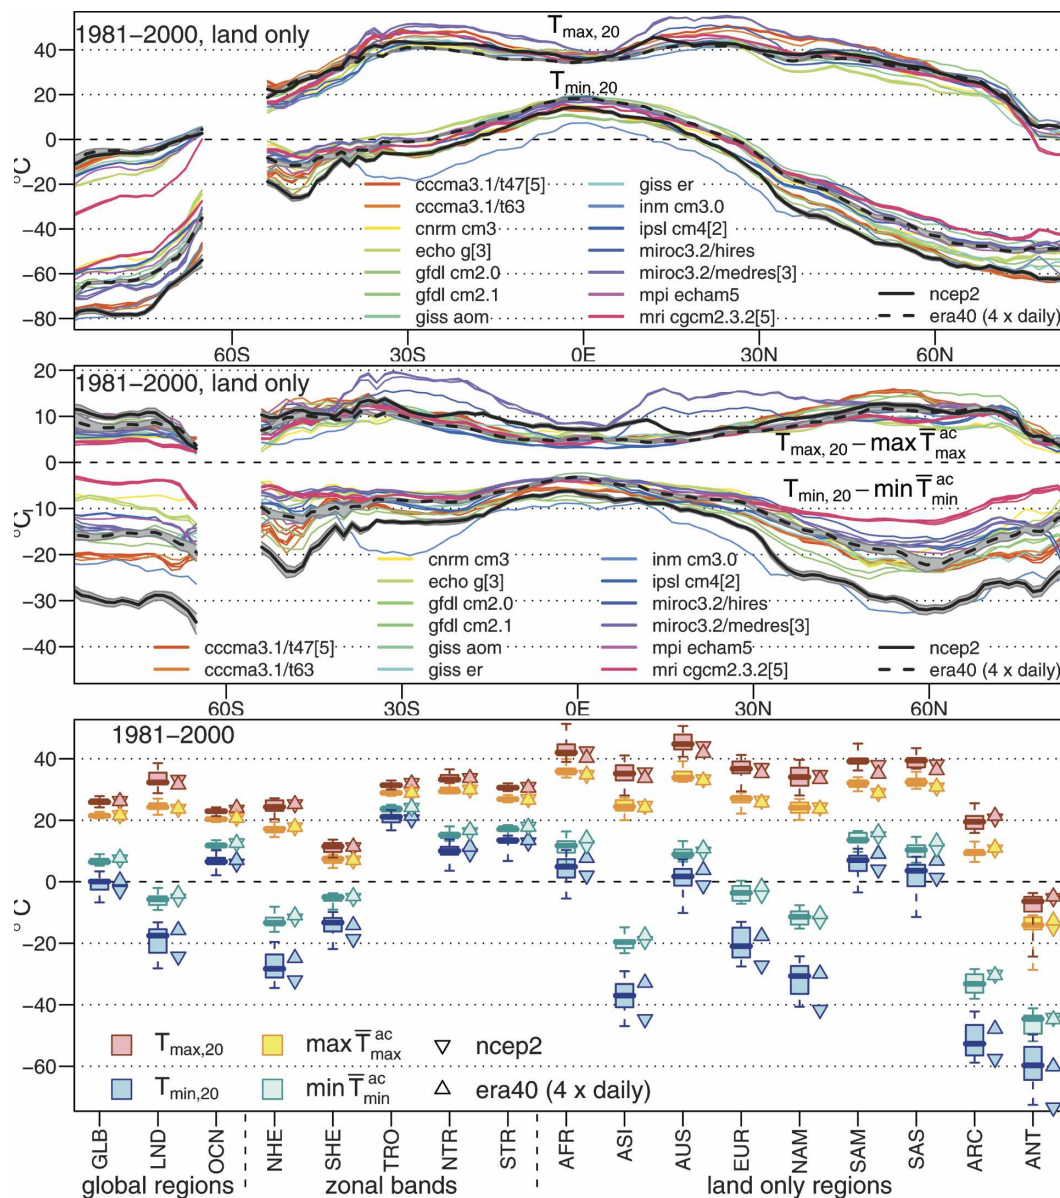 1981−2000, land only
T max, 20
T min, 20
°C
40
20
0
−20
−40
−60
−80
cccma3.1/t47[5]
cccma3.1/t63
cnrm cm3
echo g[3]
gfdl cm2.0
gfdl cm2.1
giss aom
giss er
inm cm3.0
ipsl cm4[2]
miroc3.2/hires
miroc3.2/medres[3]
mpi echam5
mri cgcm2.3.2[5]
ncep2
era40 (4 x daily)
60S 30S 0E 30N 60N
1981−2000, land only
20
10
0
−10
−20
−30
−40
°C
T max, 20 − max T̅ ac max
T min, 20 − min T̅ ac min
cccma3.1/t47[5]
cccma3.1/t63
cnrm cm3
echo g[3]
gfdl cm2.0
gfdl cm2.1
giss aom
giss er
inm cm3.0
ipsl cm4[2]
miroc3.2/hires
miroc3.2/medres[3]
mpi echam5
mri cgcm2.3.2[5]
ncep2
era40 (4 x daily)
60S 30S 0E 30N 60N
1981−2000
40
20
0
−20
−40
−60
°C
T max,20 max T̅ ac max ncep2
T min,20 min T̅ ac min era40 (4 x daily)
GLB LND OCN NHE SHE TRO NTR STR AFR ASI AUS EUR NAM SAM SAS ARC ANT
global regions zonal bands land only regions